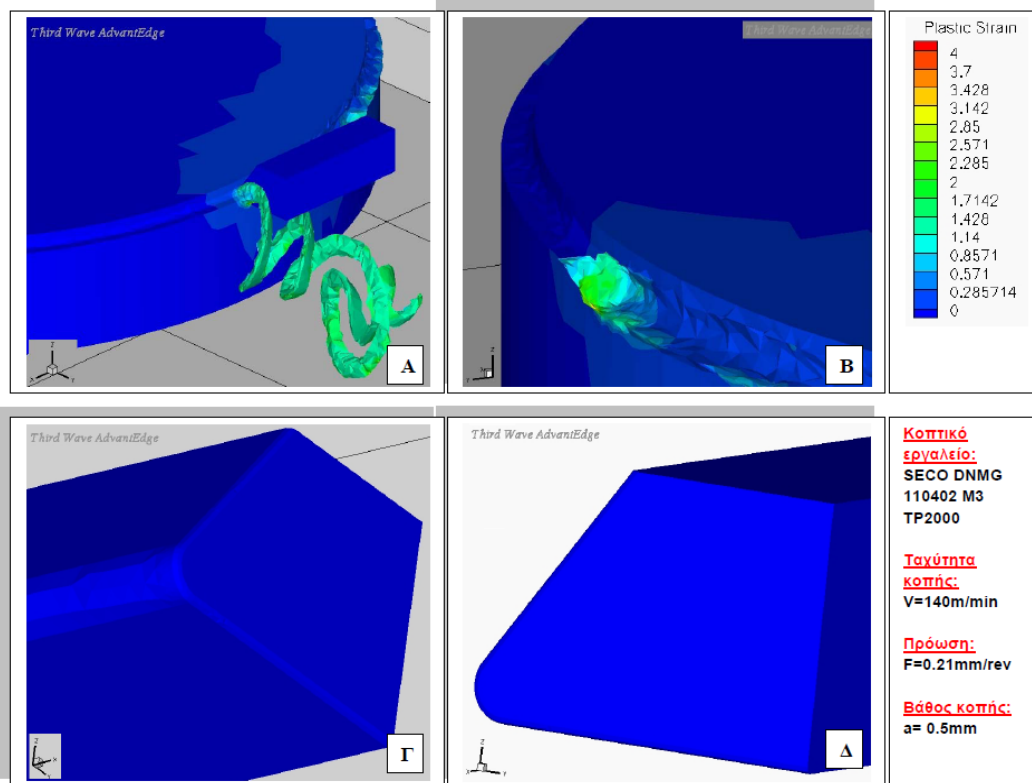 Third Wave AdvantEdge
Z
X
Y
A
Third Wave AdvantEdge
Z
Y
B
Plastic Strain
4
3.7
3.428
3.142
2.85
2.571
2.285
2
1.7142
1.428
1.14
0.8571
0.571
0.285714
0
Third Wave AdvantEdge
Z
X
Y
Γ
Third Wave AdvantEdge
Z
Y
Δ
Κοπτικό
εργαλείο:
SECO DNMG
110402 M3
TP2000
Ταχύτητα
κοπής:
V=140m/min
Πρόωση:
F=0.21mm/rev
Βάθος κοπής:
a= 0.5mm